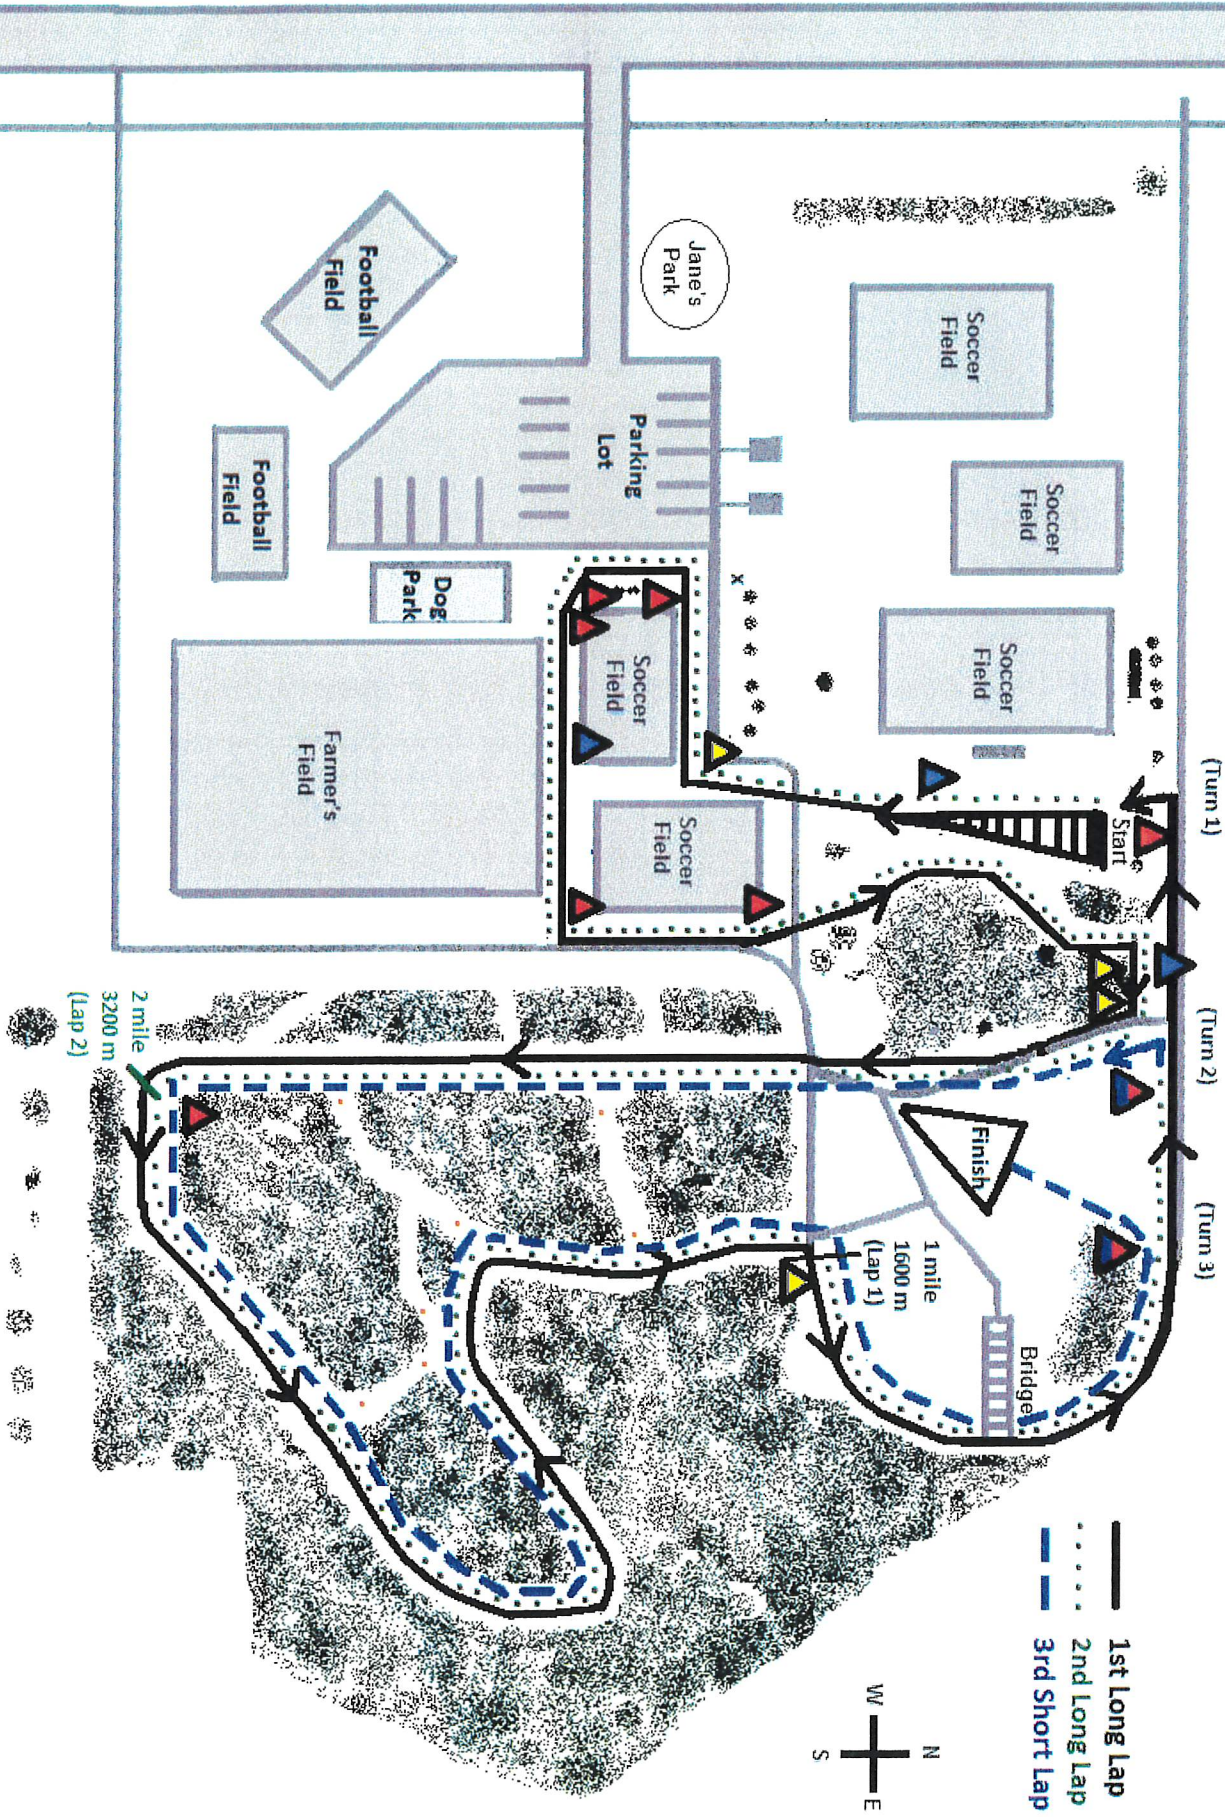 (Turn 1)
(Turn 2)
(Turn 3)
1st Long Lap
2nd Long Lap
3rd Short Lap
N
W
E
S
Soccer
Field
Soccer
Field
Soccer
Field
Start
Finish
Bridge
1 mile
1600 m
(Lap 1)
Jane's
Park
Parking
Lot
x
Soccer
Field
Soccer
Field
Dog
Park
Football
Field
Football
Field
Farmer's
Field
2 mile
3200 m
(Lap 2)